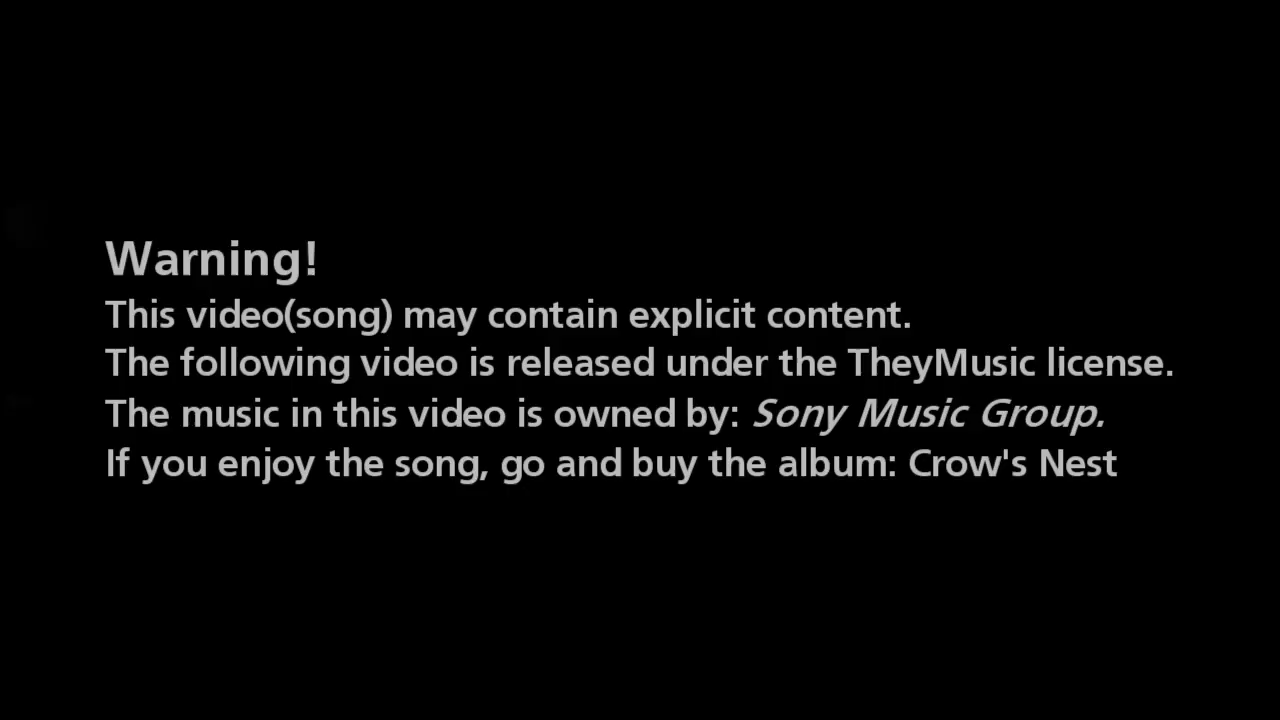 Warning!
This video(song) may contain explicit content.
The following video is released under the TheyMusic license.
The music in this video is owned by: Sony Music Group.
If you enjoy the song, go and buy the album: Crow's Nest